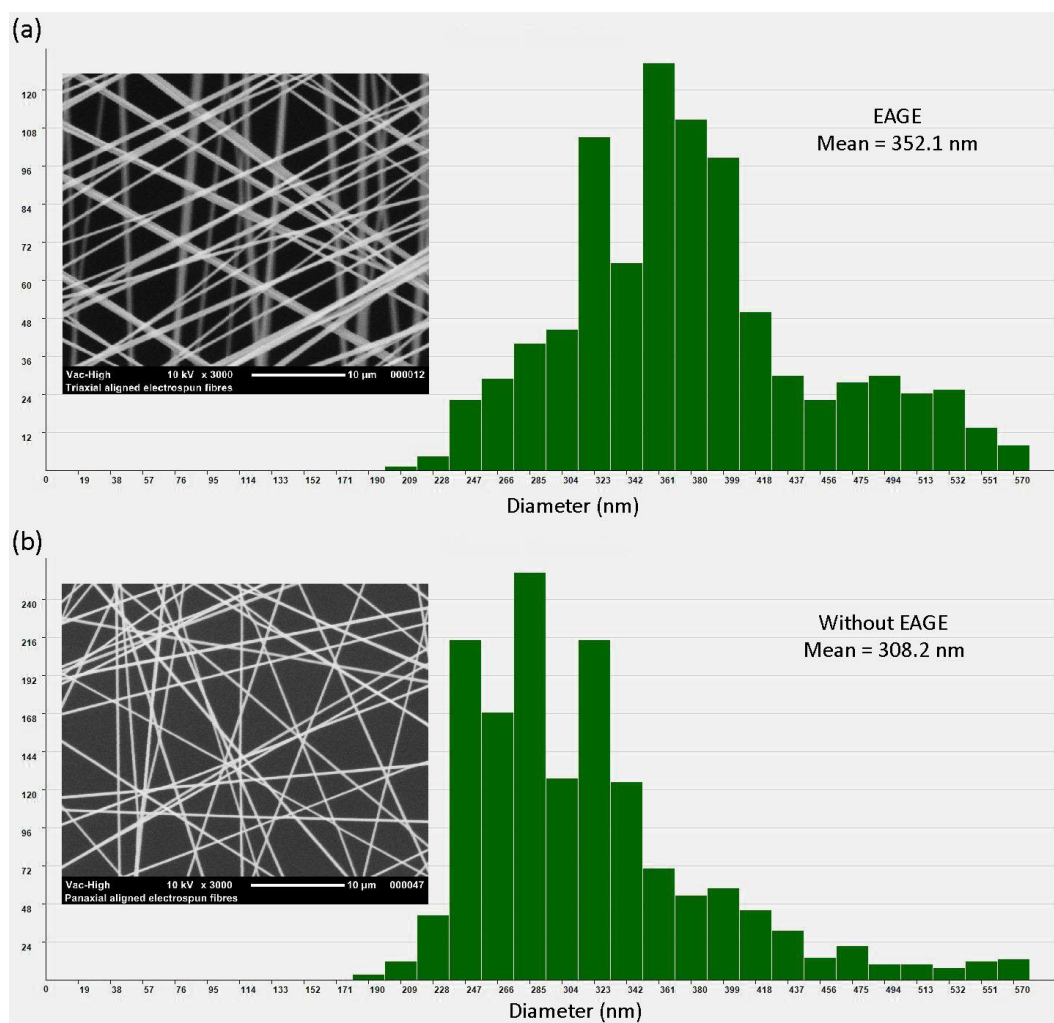 (a)
120
108
96
84
72
60
48
36
24
12
EAGE
Mean = 352.1 nm
Vac-High 10 kV x 3000 10 µm 000012
Triaxial aligned electrospun fibres
0 19 38 57 76 95 114 133 152 171 190 209 228 247 266 285 304 323 342 361 380 399 418 437 456 475 494 513 532 551 570
Diameter (nm)
(b)
240
216
192
168
144
120
96
72
48
24
Without EAGE
Mean = 308.2 nm
Vac-High 10 kV x 3000 10 µm 000047
Panaxial aligned electrospun fibres
0 19 38 57 76 95 114 133 152 171 190 209 228 247 266 285 304 323 342 361 380 399 418 437 456 475 494 513 532 551 570
Diameter (nm)